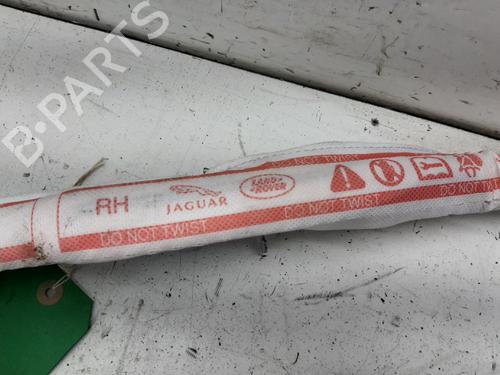 B-PARTS
DO NOT TWIST
RH
JAGUAR
LAND-
ROVER
DO NOT TWIST
DO NOT TWIST